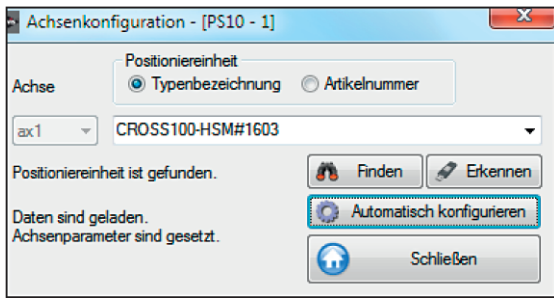 Achsenkonfiguration - [PS10 - 1]
Positioniereinheit
Achse
Typenbezeichnung
Artikelnummer
ax1
CROSS100-HSM#1603
Positioniereinheit ist gefunden.
Finden
Erkennen
Daten sind geladen.
Achsenparameter sind gesetzt.
Automatisch konfigurieren
Schließen